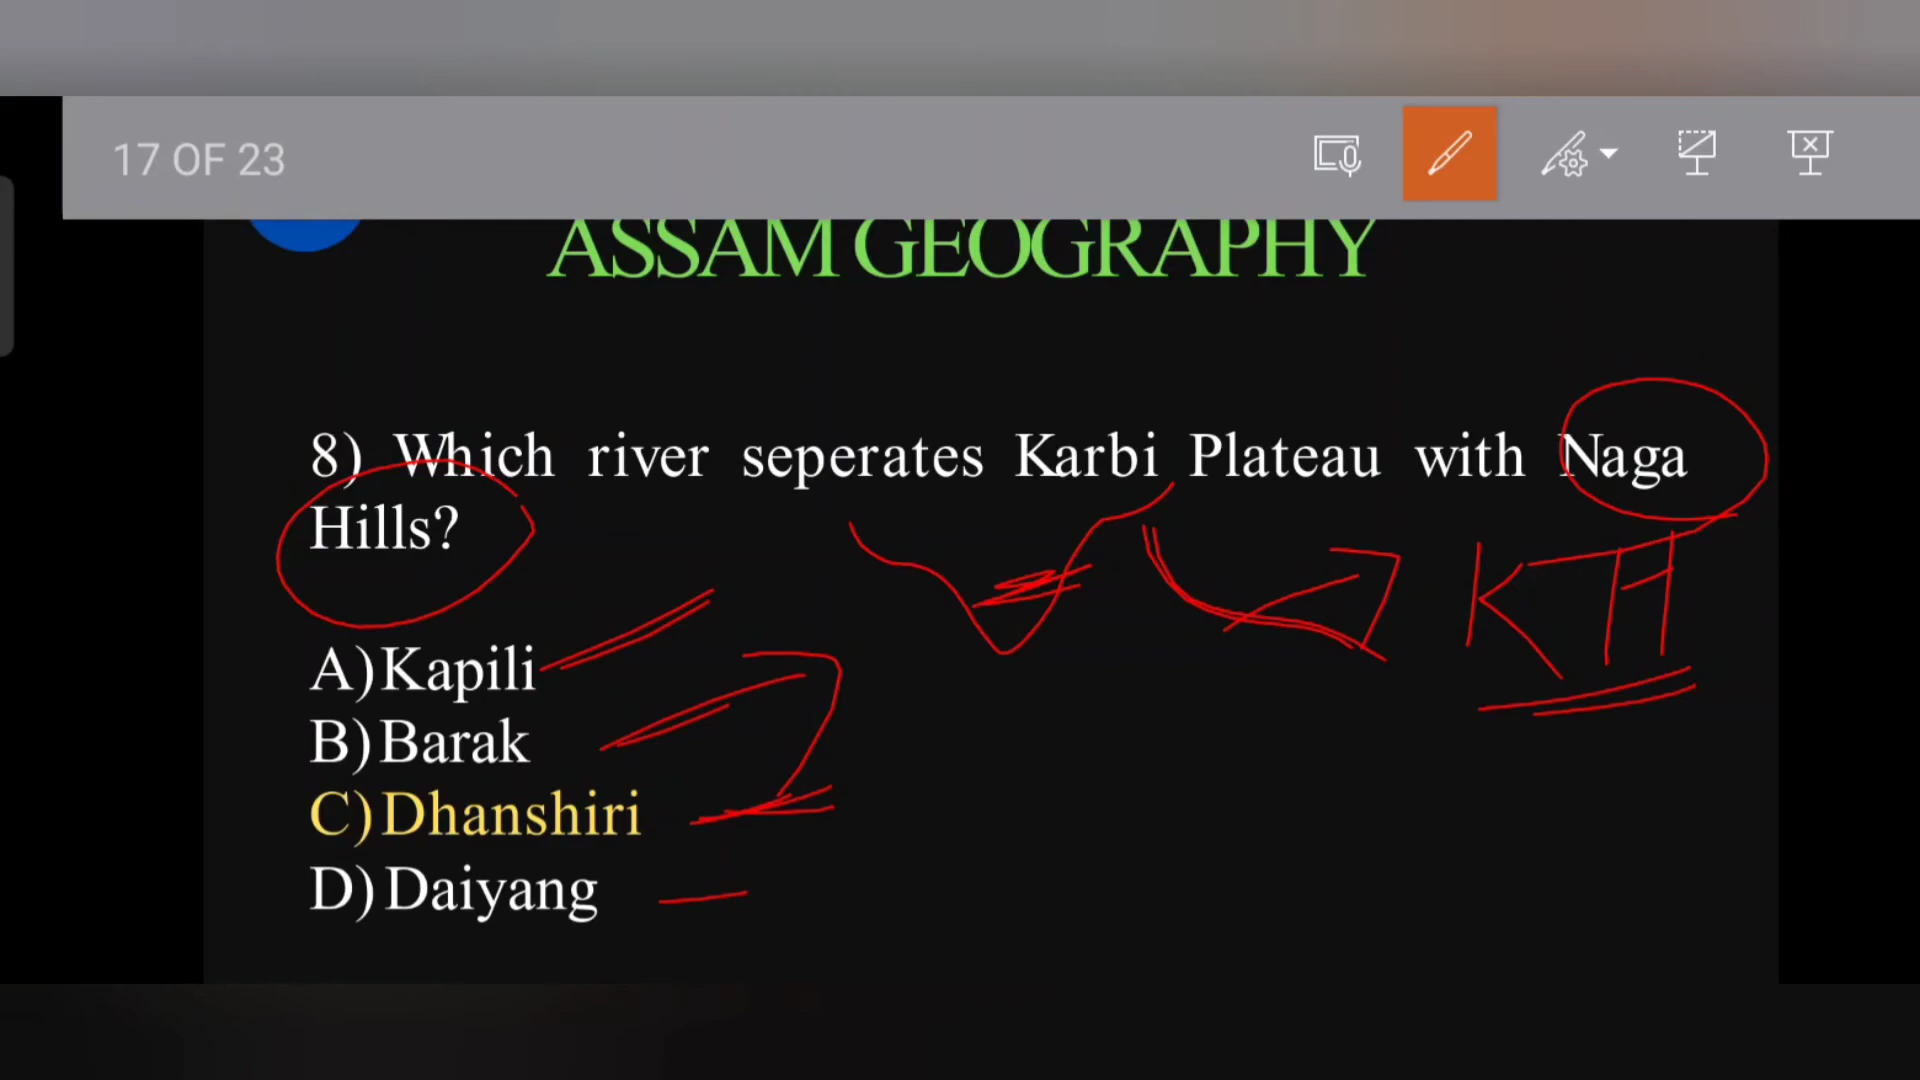 17 OF 23
ASSAM GEOGRAPHY
8) Which river seperates Karbi Plateau with Naga
Hills?
KH
A)Kapili
B)Barak
C)Dhanshiri
D)Daiyang